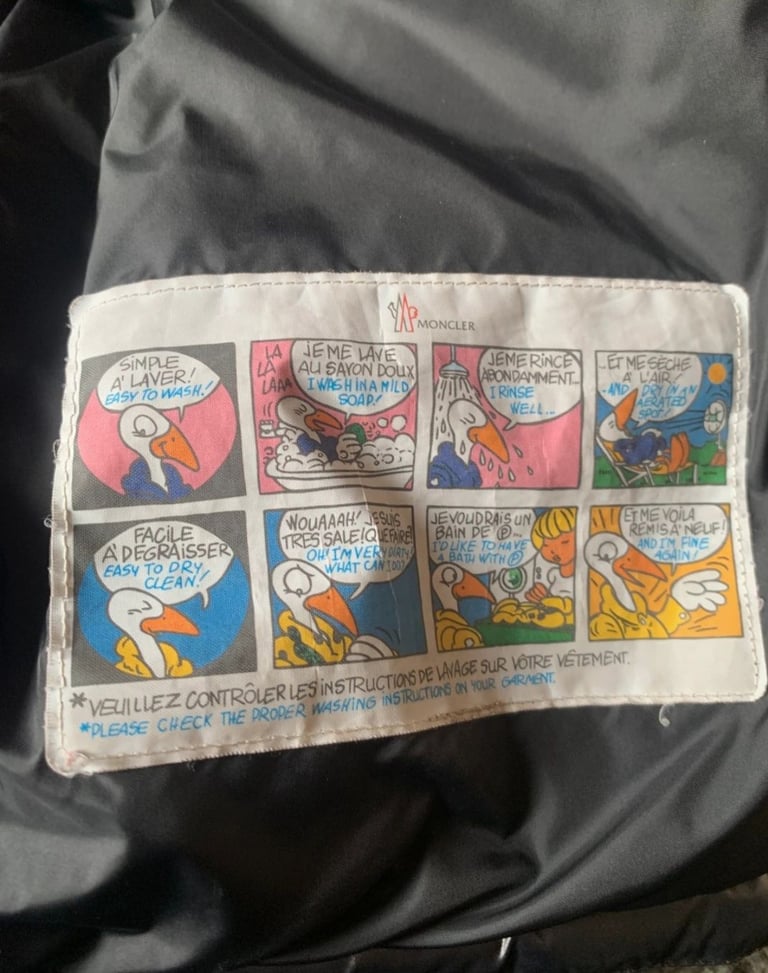 MONCLER
SIMPLE
A' LAVER!
EASY TO WASH!
LA
LA
LAAA
JE ME LAVE
AU SAVON DOUX
I WASH IN A MILD
SOAP!
JE ME RINCE
ABONDAMMENT...
I RINSE
WELL...
...ET ME SECHE
A' L'AIR.
...AND I DRY IN AN
AERATED
SPOT!
FACILE
A' DEGRAISSER
EASY TO DRY
CLEAN!
WOUAAAH! JE SUIS
TRES SALE! QUE FAIRE?
OH! I'M VERY DIRTY!
WHAT CAN I DO?
JE VOUDRAIS UN
BAIN DE Ⓟ...
I'D LIKE TO HAVE
A BATH WITH Ⓟ
ET ME VOILA
REMIS A' NEUF!
AND I'M FINE
AGAIN!
*VEUILLEZ CONTRÔLER LES INSTRUCTIONS DE LAVAGE SUR VÔTRE VÊTEMENT.
*PLEASE CHECK THE PROPER WASHING INSTRUCTIONS ON YOUR GARMENT.